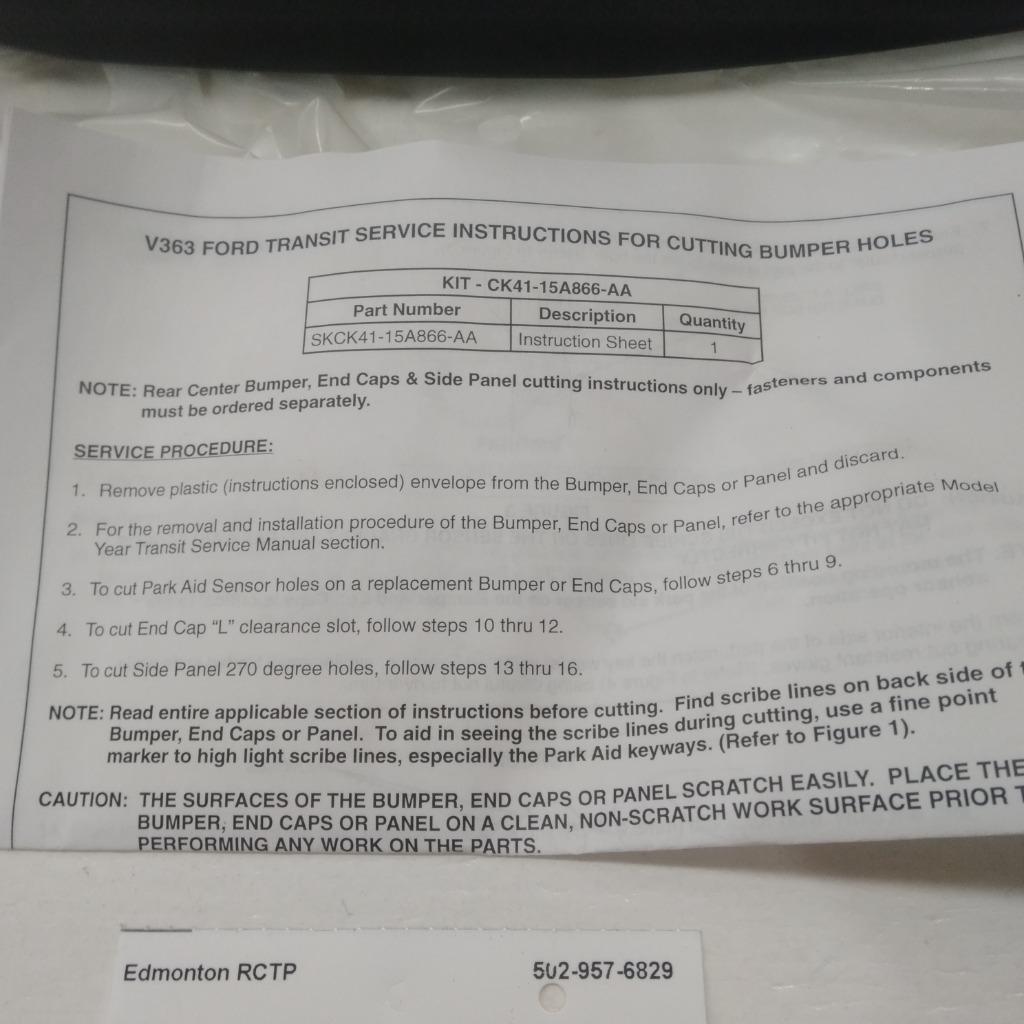 V363 FORD TRANSIT SERVICE INSTRUCTIONS FOR CUTTING BUMPER HOLES
KIT - CK41-15A866-AA
Part Number Description Quantity
SKCK41-15A866-AA Instruction Sheet 1
NOTE: Rear Center Bumper, End Caps & Side Panel cutting instructions only – fasteners and components
must be ordered separately.
SERVICE PROCEDURE:
1. Remove plastic (instructions enclosed) envelope from the Bumper, End Caps or Panel and discard.
2. For the removal and installation procedure of the Bumper, End Caps or Panel, refer to the appropriate Model
Year Transit Service Manual section.
3. To cut Park Aid Sensor holes on a replacement Bumper or End Caps, follow steps 6 thru 9.
4. To cut End Cap “L” clearance slot, follow steps 10 thru 12.
5. To cut Side Panel 270 degree holes, follow steps 13 thru 16.
NOTE: Read entire applicable section of instructions before cutting. Find scribe lines on back side of
Bumper, End Caps or Panel. To aid in seeing the scribe lines during cutting, use a fine point
marker to high light scribe lines, especially the Park Aid keyways. (Refer to Figure 1).
CAUTION: THE SURFACES OF THE BUMPER, END CAPS OR PANEL SCRATCH EASILY. PLACE THE
BUMPER, END CAPS OR PANEL ON A CLEAN, NON-SCRATCH WORK SURFACE PRIOR
PERFORMING ANY WORK ON THE PARTS.
Edmonton RCTP 502-957-6829